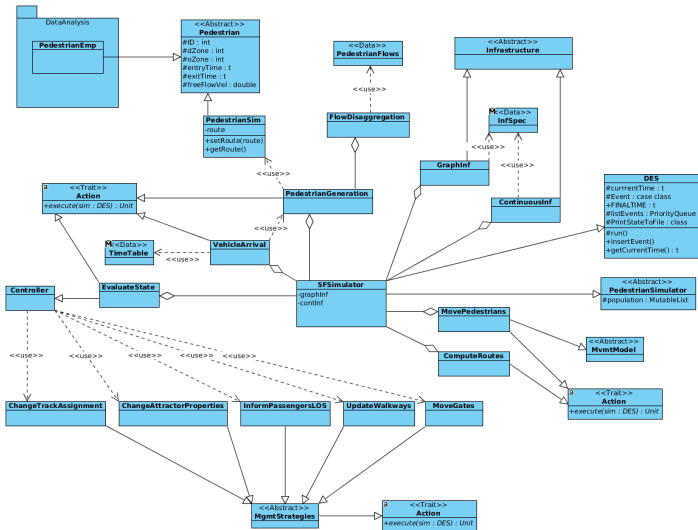 DataAnalysis
PedestrianEmp
<<Abstract>>
Pedestrian
#ID : int
#dZone : int
#oZone : int
#entryTime : t
#exitTime : t
#freeFlowVel : double
<<Data>>
PedestrianFlows
<<Abstract>>
Infrastructure
<<use>>
PedestrianSim
-route
+setRoute(route)
+getRoute()
FlowDisaggregation
M <<Data>>
InfSpec
<<use>>
<<use>>
<<use>>
GraphInf
a <<Trait>>
Action
+execute(sim : DES) : Unit
PedestrianGeneration
ContinuousInf
DES
#currrentTime : t
#Event : case class
+FINALTIME : t
#listEvents : PriorityQueue
#PrintStateToFile : class
#run()
#insertEvent()
+getCurrentTime() : t
<<use>>
M <<Data>>
TimeTable
<<use>>
VehicleArrival
Controller
EvaluateState
SFSimulator
-graphInf
-contInf
<<Abstract>>
PedestrianSimulator
#population : MutableList
MovePedestrians
<<Abstract>>
MvmtModel
ComputeRoutes
<<use>>
<<use>>
<<use>>
<<use>>
<<use>>
a <<Trait>>
Action
+execute(sim : DES) : Unit
ChangeTrackAssignment
ChangeAttractorProperties
InformPassengersLOS
UpdateWalkways
MoveGates
<<Abstract>>
MgmtStrategies
a <<Trait>>
Action
+execute(sim : DES) : Unit